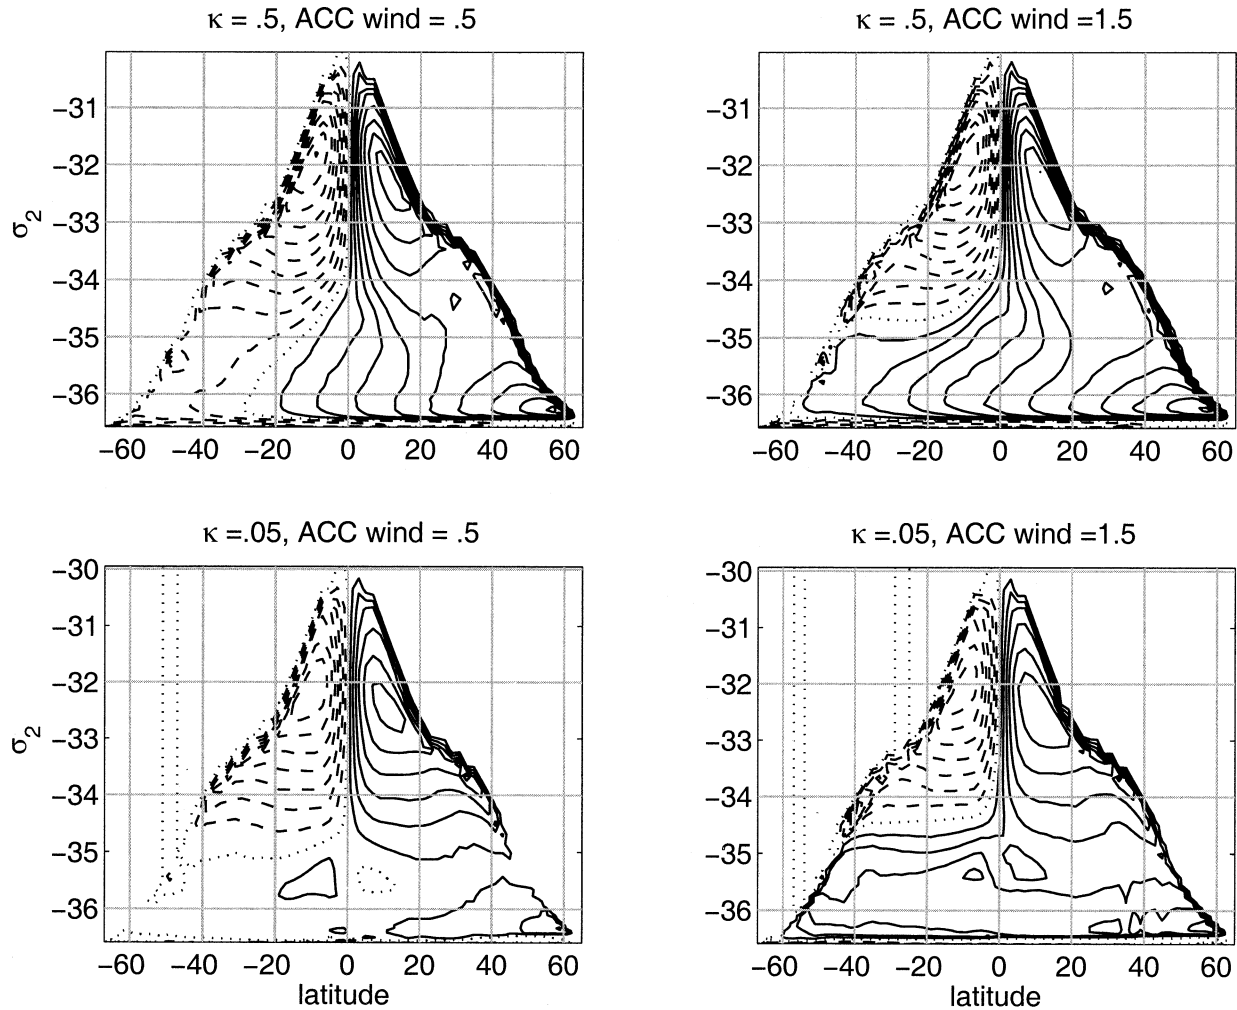 κ = .5, ACC wind = .5
κ = .5, ACC wind =1.5
−31
−32
−33
−34
−35
−36
σ2
−60 −40 −20 0 20 40 60
−31
−32
−33
−34
−35
−36
−60 −40 −20 0 20 40 60
κ =.05, ACC wind = .5
κ =.05, ACC wind =1.5
−30
−31
−32
−33
−34
−35
−36
σ2
−60 −40 −20 0 20 40 60
latitude
−30
−31
−32
−33
−34
−35
−36
−60 −40 −20 0 20 40 60
latitude